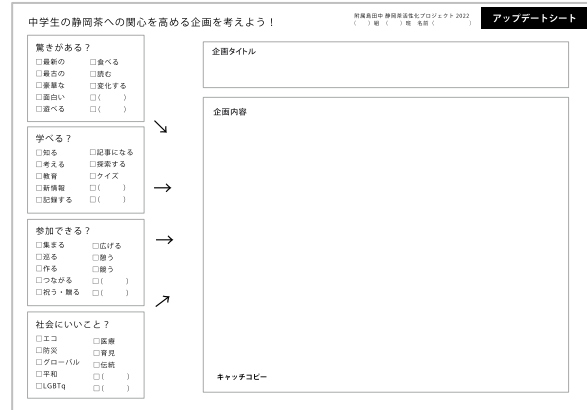 中学生の静岡茶への関心を高める企画を考えよう！
附属島田中 静岡茶活性化プロジェクト 2022
（　）組（　）班 名前（　　　　　）
アップデートシート
驚きがある？
□最新の　□食べる
□最古の　□読む
□豪華な　□変化する
□面白い　□(　　)
□遊べる　□(　　)
学べる？
□知る　□記事になる
□考える　□探索する
□教育　□クイズ
□新情報　□(　　)
□記録する　□(　　)
参加できる？
□集まる　□広げる
□巡る　□憩う
□作る　□競う
□つながる　□(　　)
□祝う・贈る　□(　　)
社会にいいこと？
□エコ　□医療
□防災　□育児
□グローバル　□伝統
□平和　□(　　)
□LGBTq　□(　　)
企画タイトル
企画内容
キャッチコピー